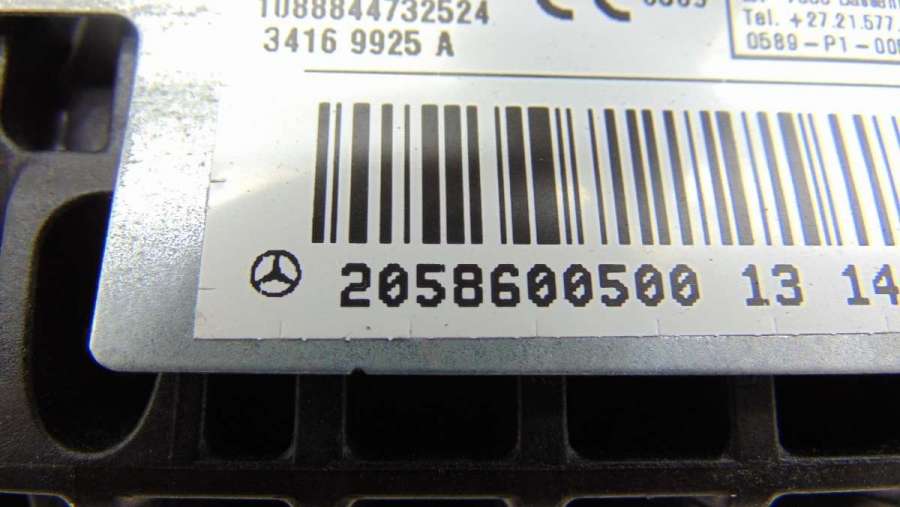 1088844732524
3416 9925 A
Tel. +27.21.577.
0589-P1-00
2058600500 13 14